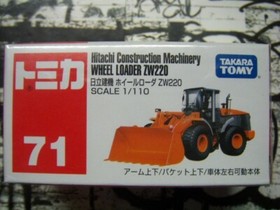 トミカ
71
Hitachi Construction Machinery
WHEEL LOADER ZW220
日立建機 ホイールローダ ZW220
SCALE 1/110
TAKARA
TOMY
アーム上下/バケット上下/車体左右可動本体